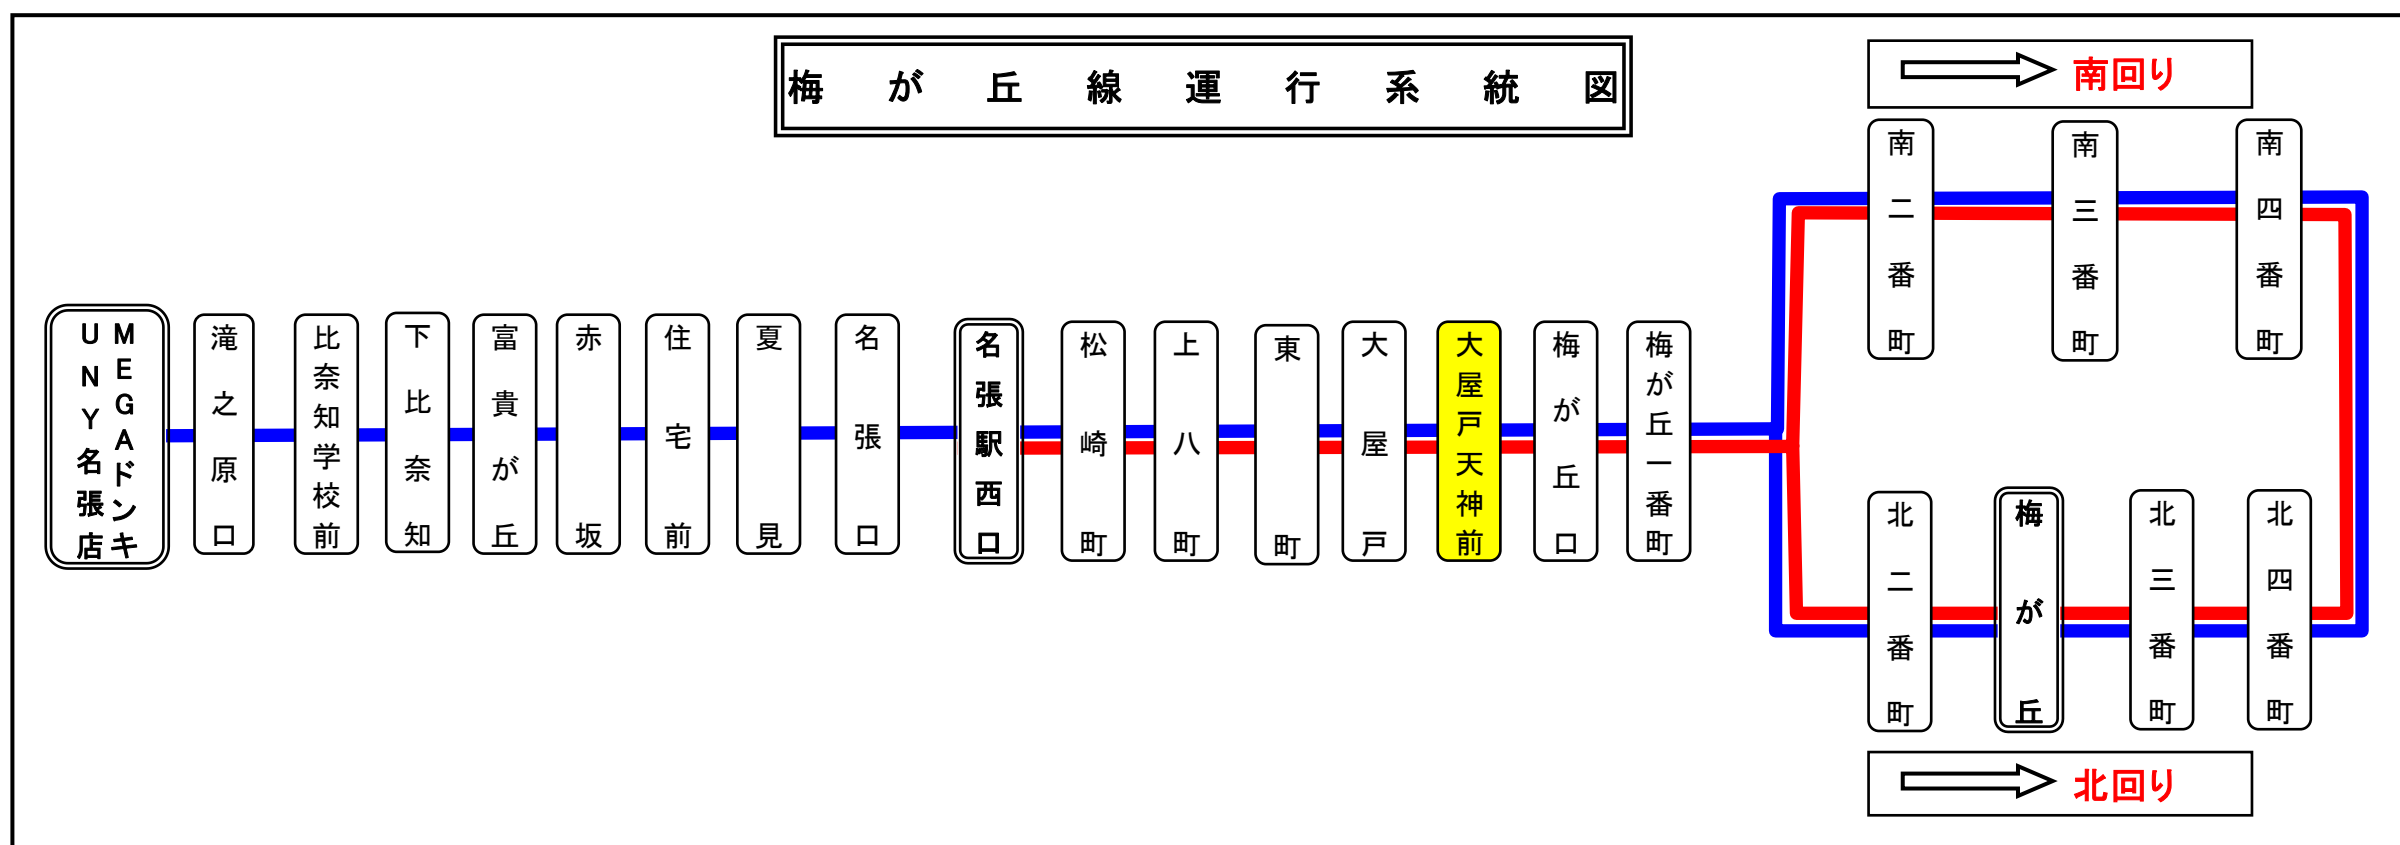 梅が丘線運行系統図
南回り
南二番町
南三番町
南四番町
MEGAドンキ
UNY名張店
滝之原口
比奈知学校前
下比奈知
富貴が丘
赤坂
住宅前
夏見
名張口
名張駅西口
松崎町
上八町
東町
大屋戸
大屋戸天神前
梅が丘口
梅が丘一番町
北二番町
梅が丘
北三番町
北四番町
北回り